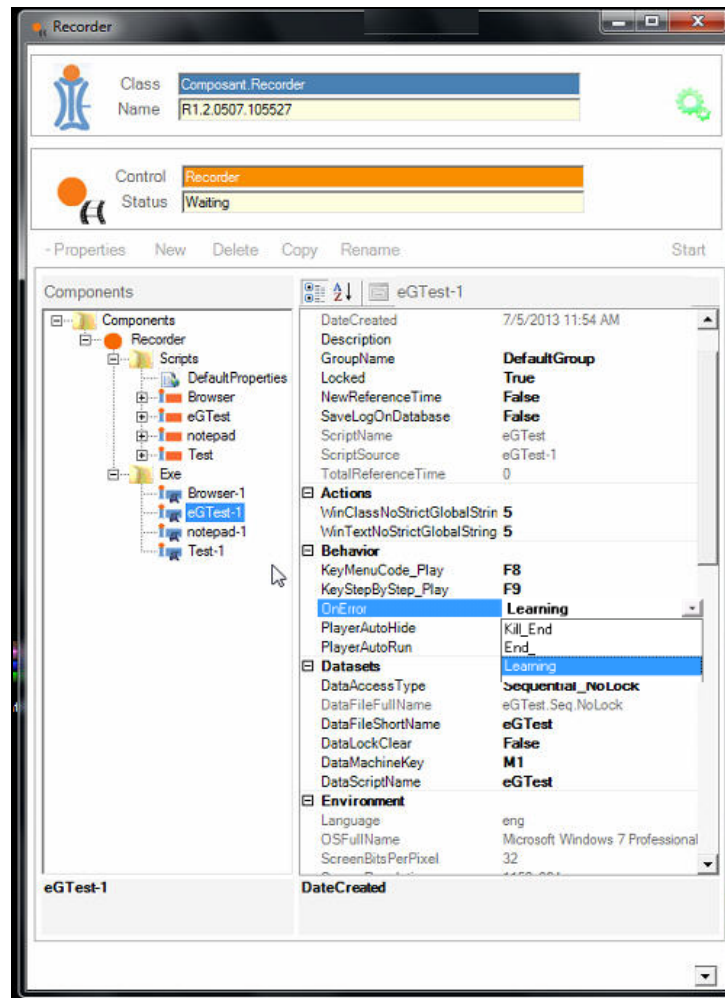 Recorder
Class Composant.Recorder
Name R1.2.0507.105527
Control Recorder
Status Waiting
- Properties New Delete Copy Rename Start
Components
Components
Recorder
Scripts
DefaultProperties
Browser
eGTest
notepad
Test
Exe
Browser-1
eGTest-1
notepad-1
Test-1
eGTest-1
DateCreated 7/5/2013 11:54 AM
Description
GroupName DefaultGroup
Locked True
NewReferenceTime False
SaveLogOnDatabase False
ScriptName eGTest
ScriptSource eGTest-1
TotalReferenceTime 0
Actions
WinClassNoStrictGlobalStrin 5
WinTextNoStrictGlobalString 5
Behavior
KeyMenuCode_Play F8
KeyStepByStep_Play F9
OnError Learning
PlayerAutoHide Kill_End
PlayerAutoRun End_
Datasets Learning
DataAccessType Sequential_NoLock
DataFileFullName eGTest.Seq.NoLock
DataFileShortName eGTest
DataLockClear False
DataMachineKey M1
DataScriptName eGTest
Environment
Language eng
OSFullName Microsoft Windows 7 Professional
ScreenBitsPerPixel 32
eGTest-1
DateCreated